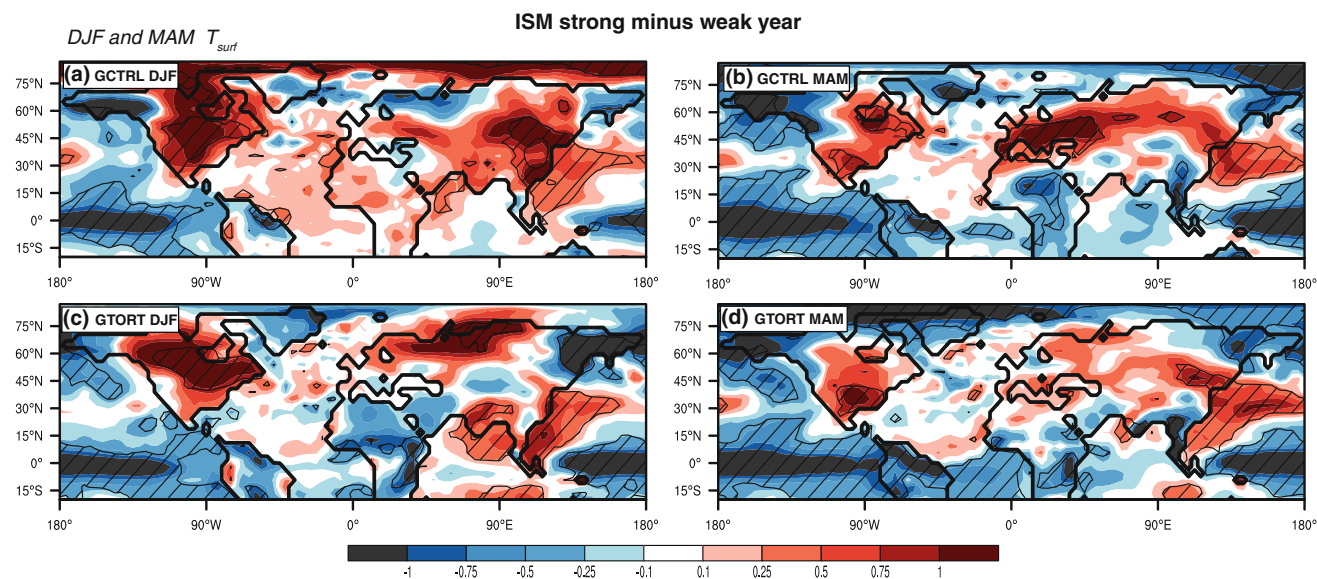 ISM strong minus weak year
DJF and MAM T_surf
(a) GCTRL DJF
75°N
60°N
45°N
30°N
15°N
0°
15°S
180° 90°W 0° 90°E 180°
(b) GCTRL MAM
75°N
60°N
45°N
30°N
15°N
0°
15°S
180° 90°W 0° 90°E 180°
(c) GTORT DJF
75°N
60°N
45°N
30°N
15°N
0°
15°S
180° 90°W 0° 90°E 180°
(d) GTORT MAM
75°N
60°N
45°N
30°N
15°N
0°
15°S
180° 90°W 0° 90°E 180°
-1 -0.75 -0.5 -0.25 -0.1 0.1 0.25 0.5 0.75 1